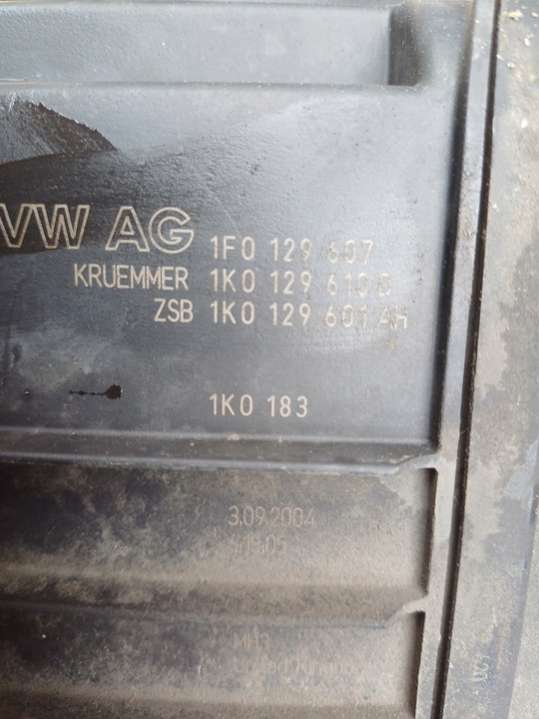 VW AG 1F0 129 607
KRUEMMER 1K0 129 610 G
ZSB 1K0 129 601 AH
1K0 183
3.09.2004